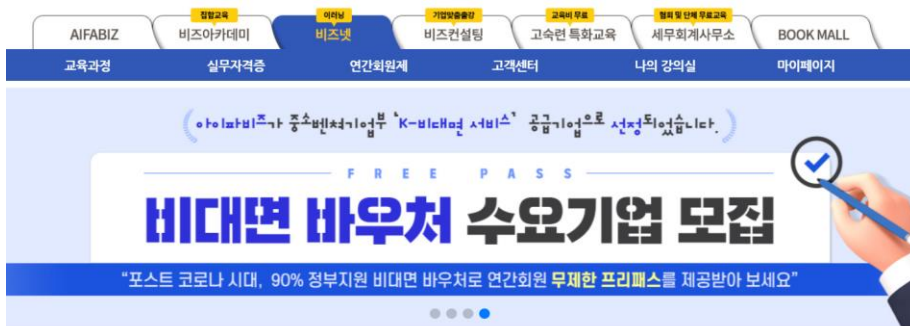 집합교육 이러닝 기업맞춤출강 교육비 무료 협회 및 단체 무료교육
AIFABIZ 비즈아카데미 비즈넷 비즈컨설팅 고숙련 특화교육 세무회계사무소 BOOK MALL
교육과정 실무자격증 연간회원제 고객센터 나의 강의실 마이페이지
아이파비즈가 중소벤쳐기업부 'K-비대면 서비스' 공급기업으로 선정되었습니다.
FREE PASS
비대면 바우처 수요기업 모집
“포스트 코로나 시대, 90% 정부지원 비대면 바우처로 연간회원 무제한 프리패스를 제공받아 보세요”